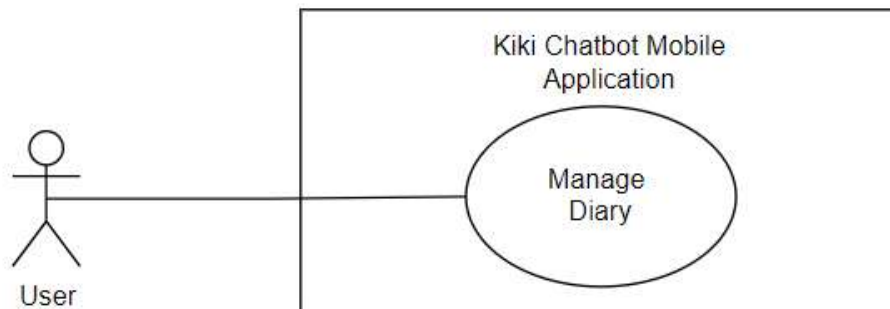 Kiki Chatbot Mobile
Application
Manage
Diary
User